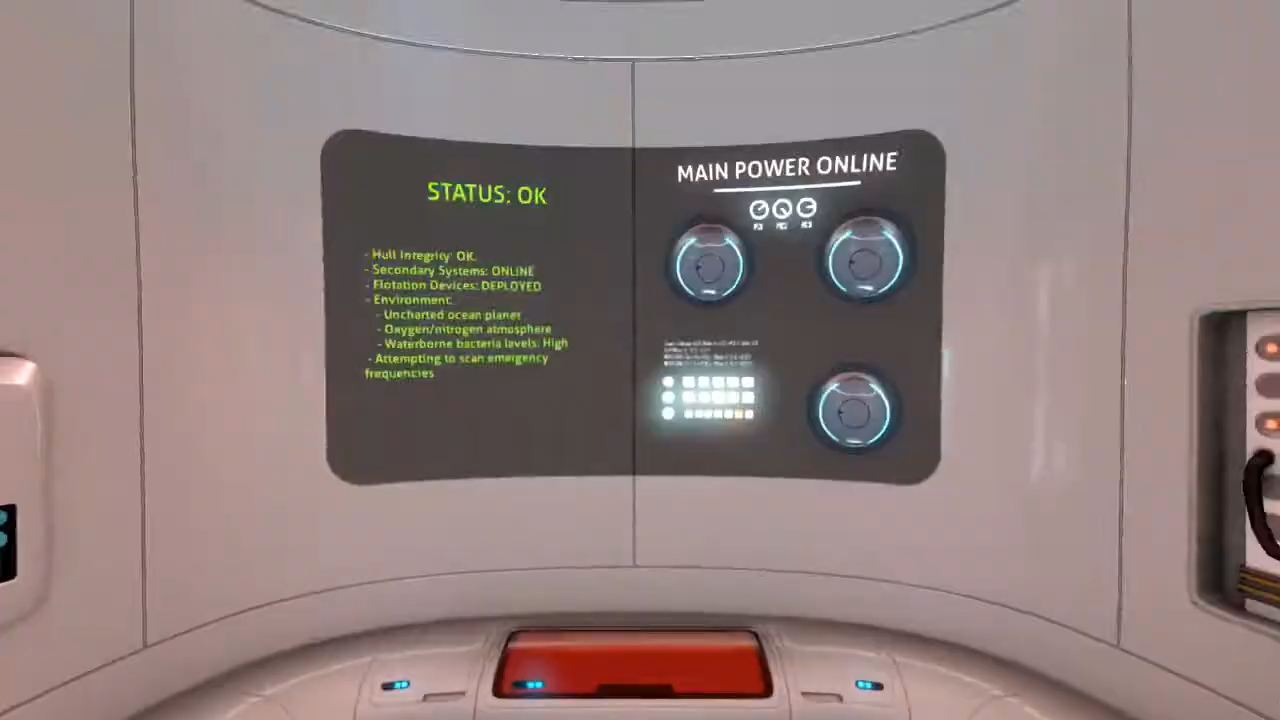 STATUS: OK
- Hull Integrity: OK
- Secondary Systems: ONLINE
- Flotation Devices: DEPLOYED
- Environment:
- Uncharted ocean planet
- Oxygen/nitrogen atmosphere
- Waterborne bacteria levels: High
- Attempting to scan emergency
frequencies
MAIN POWER ONLINE